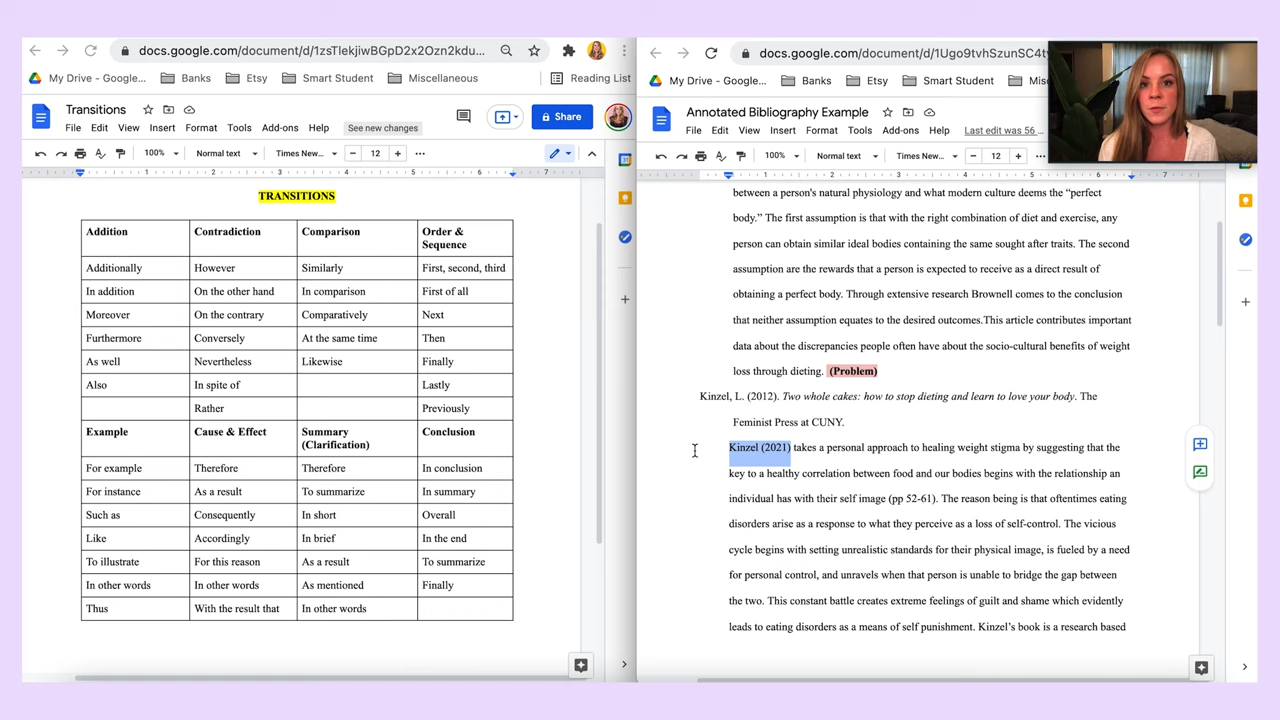 docs.google.com/document/d/1zsTlekjiwBGpD2x2Ozn2kdu...
My Drive - Google...
Banks
Etsy
Smart Student
Miscellaneous
Reading List
Transitions
File Edit View Insert Format Tools Add-ons Help
See new changes
Share
100% Normal text Times New... 12
1 2 3 4 5 6
TRANSITIONS
Addition Contradiction Comparison Order &
Sequence
Additionally However Similarly First, second, third
In addition On the other hand In comparison First of all
Moreover On the contrary Comparatively Next
Furthermore Conversely At the same time Then
As well Nevertheless Likewise Finally
Also In spite of Lastly
Rather Previously
Example Cause & Effect Summary Conclusion
(Clarification)
For example Therefore Therefore In conclusion
For instance As a result To summarize In summary
Such as Consequently In short Overall
Like Accordingly In brief In the end
To illustrate For this reason As a result To summarize
In other words In other words As mentioned Finally
Thus With the result that In other words
docs.google.com/document/d/1Ugo9tvhSzunSC4
My Drive - Google...
Banks
Etsy
Smart Student
Annotated Bibliography Example
File Edit View Insert Format Tools Add-ons Help
Last edit was 56 ...
100% Normal text Times New... 12
1 2 3 4 5 6 7
between a person's natural physiology and what modern culture deems the “perfect
body.” The first assumption is that with the right combination of diet and exercise, any
person can obtain similar ideal bodies containing the same sought after traits. The second
assumption are the rewards that a person is expected to receive as a direct result of
obtaining a perfect body. Through extensive research Brownell comes to the conclusion
that neither assumption equates to the desired outcomes.This article contributes important
data about the discrepancies people often have about the socio-cultural benefits of weight
loss through dieting. (Problem)
Kinzel, L. (2012). Two whole cakes: how to stop dieting and learn to love your body. The
Feminist Press at CUNY.
Kinzel (2021) takes a personal approach to healing weight stigma by suggesting that the
key to a healthy correlation between food and our bodies begins with the relationship an
individual has with their self image (pp 52-61). The reason being is that oftentimes eating
disorders arise as a response to what they perceive as a loss of self-control. The vicious
cycle begins with setting unrealistic standards for their physical image, is fueled by a need
for personal control, and unravels when that person is unable to bridge the gap between
the two. This constant battle creates extreme feelings of guilt and shame which evidently
leads to eating disorders as a means of self punishment. Kinzel’s book is a research based